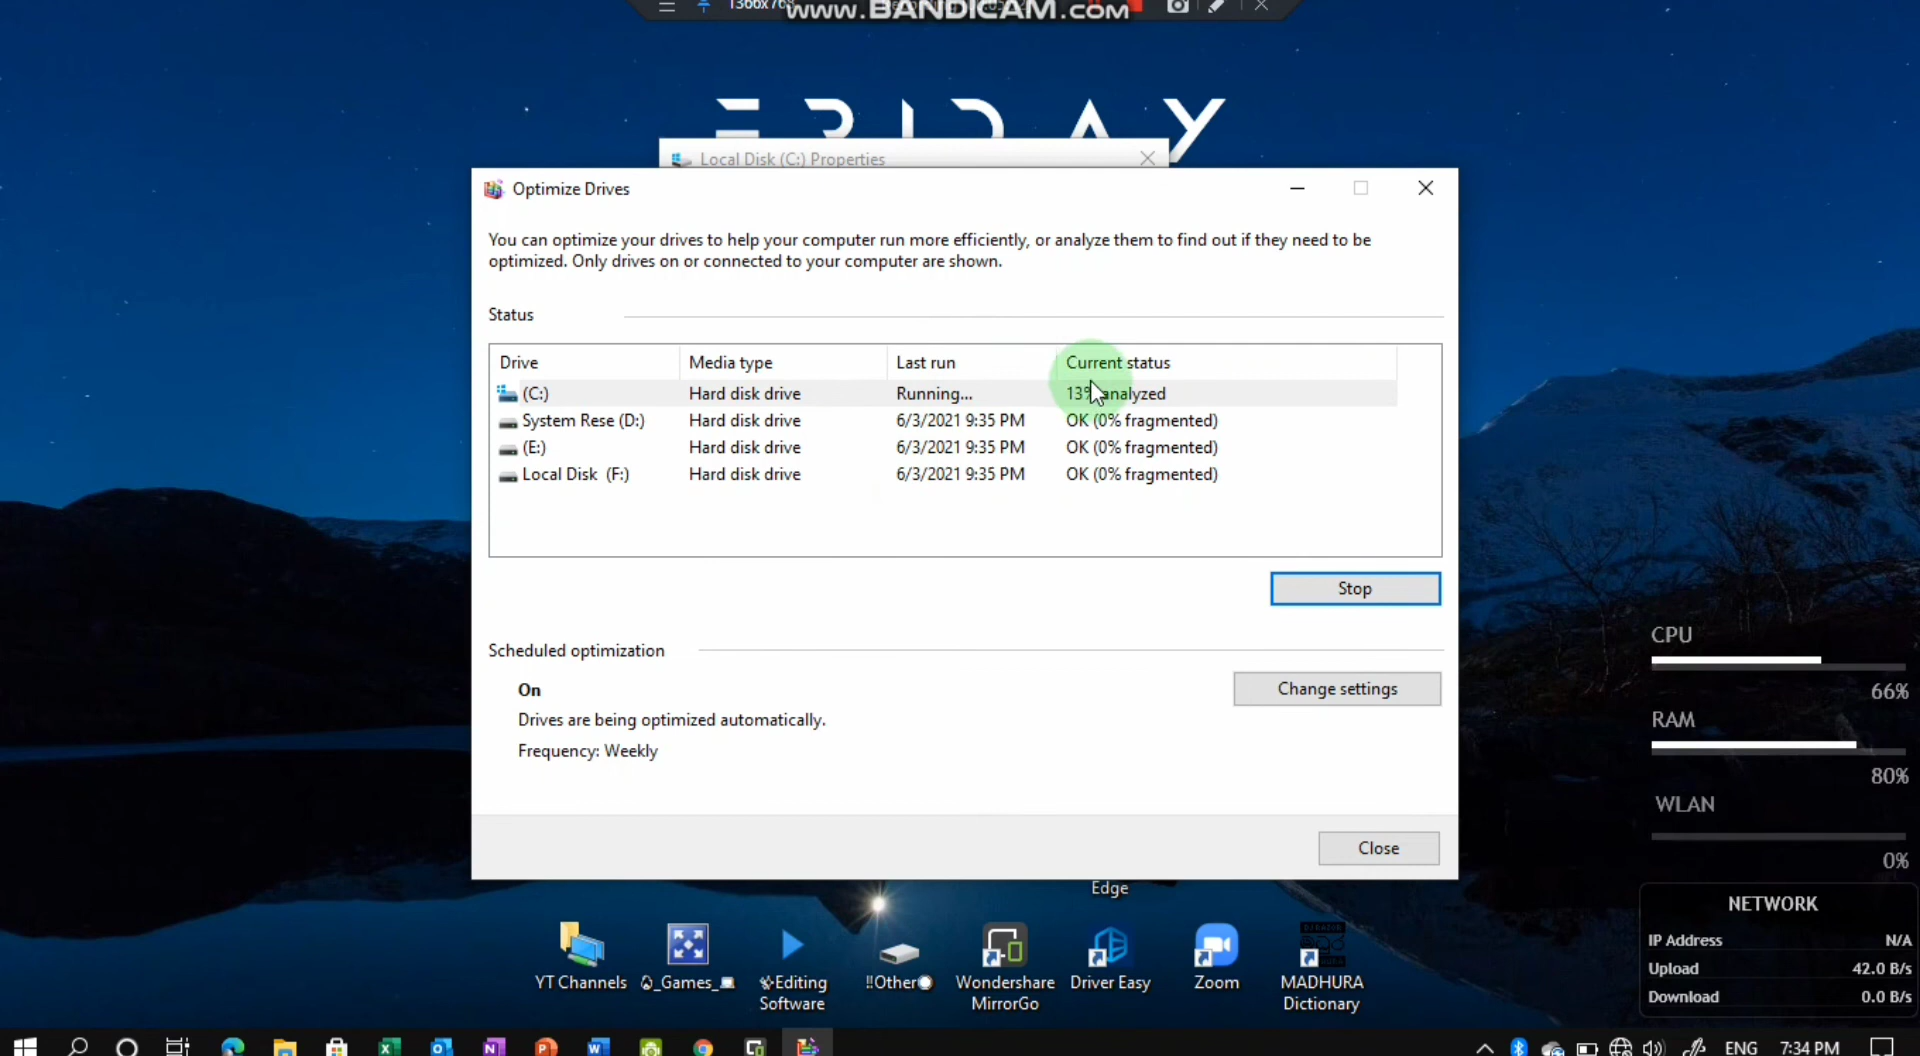 1366x768
www.BANDICAM.com
FRIDAY
Local Disk (C:) Properties
Optimize Drives
You can optimize your drives to help your computer run more efficiently, or analyze them to find out if they need to be
optimized. Only drives on or connected to your computer are shown.
Status
Drive Media type Last run Current status
(C:) Hard disk drive Running... 13% analyzed
System Rese (D:) Hard disk drive 6/3/2021 9:35 PM OK (0% fragmented)
(E:) Hard disk drive 6/3/2021 9:35 PM OK (0% fragmented)
Local Disk (F:) Hard disk drive 6/3/2021 9:35 PM OK (0% fragmented)
Stop
Scheduled optimization
On
Change settings
Drives are being optimized automatically.
Frequency: Weekly
Close
CPU
66%
RAM
80%
WLAN
0%
NETWORK
IP Address N/A
Upload 42.0 B/s
Download 0.0 B/s
Edge
YT Channels
_Games_
Editing
Software
!!Other
Wondershare
MirrorGo
Driver Easy
Zoom
MADHURA
Dictionary
ENG
7:34 PM